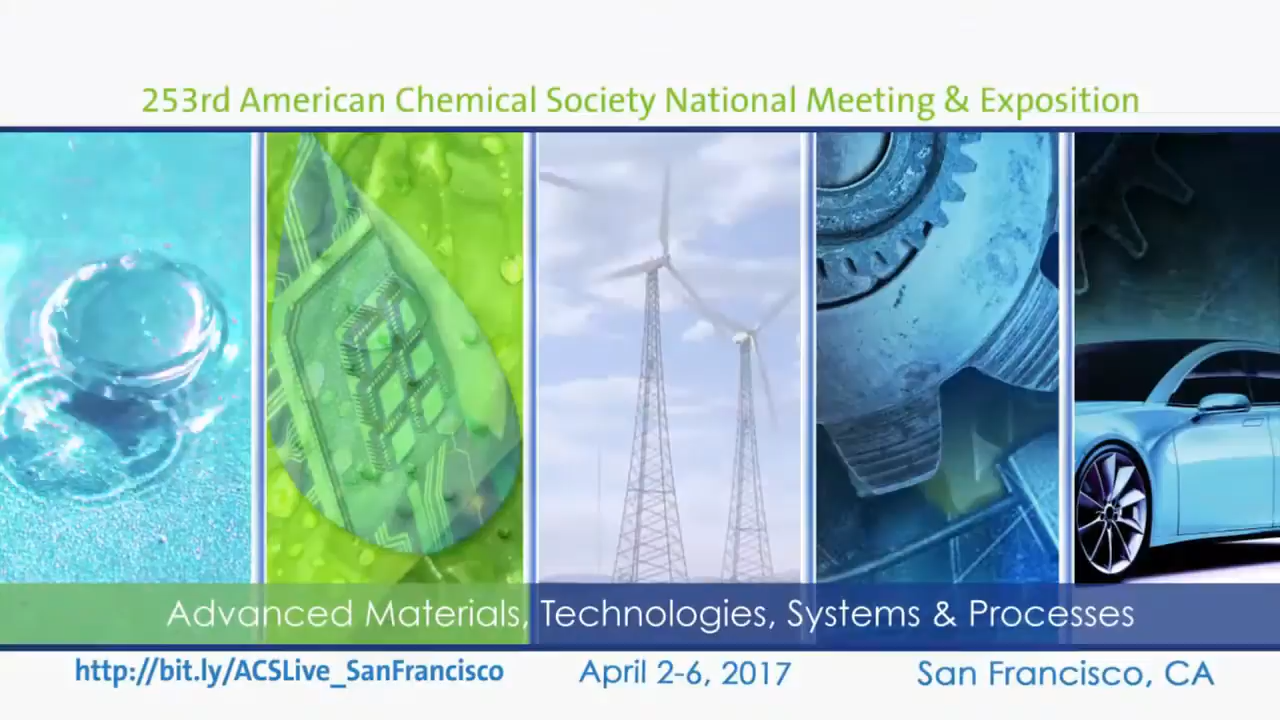 253rd American Chemical Society National Meeting & Exposition
Advanced Materials, Technologies, Systems & Processes
http://bit.ly/ACSLive_SanFrancisco April 2-6, 2017 San Francisco, CA